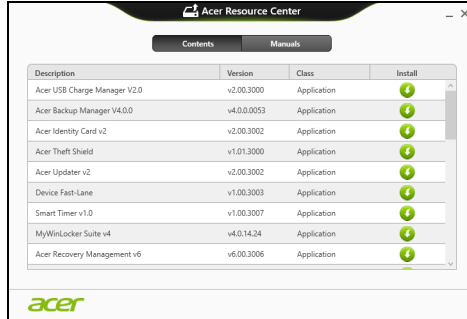 Acer Resource Center
Contents Manuals
Description Version Class Install
Acer USB Charge Manager V2.0 v2.00.3000 Application
Acer Backup Manager V4.0.0 v4.0.0.0053 Application
Acer Identity Card v2 v2.00.3002 Application
Acer Theft Shield v1.01.3000 Application
Acer Updater v2 v2.00.3002 Application
Device Fast-Lane v1.00.3003 Application
Smart Timer v1.0 v1.00.3007 Application
MyWinLocker Suite v4 v4.0.14.24 Application
Acer Recovery Management v6 v6.00.3006 Application
acer